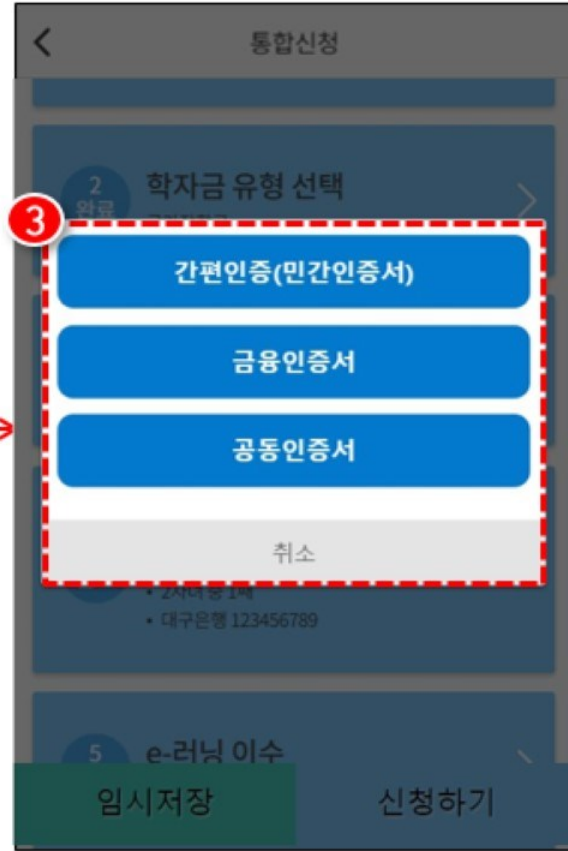 통합신청
2
완료
학자금 유형 선택
3
간편인증(민간인증서)
금융인증서
공동인증서
취소
• 2자녀 중 1째
• 대구은행 123456789
5
e-러닝 이수
임시저장
신청하기